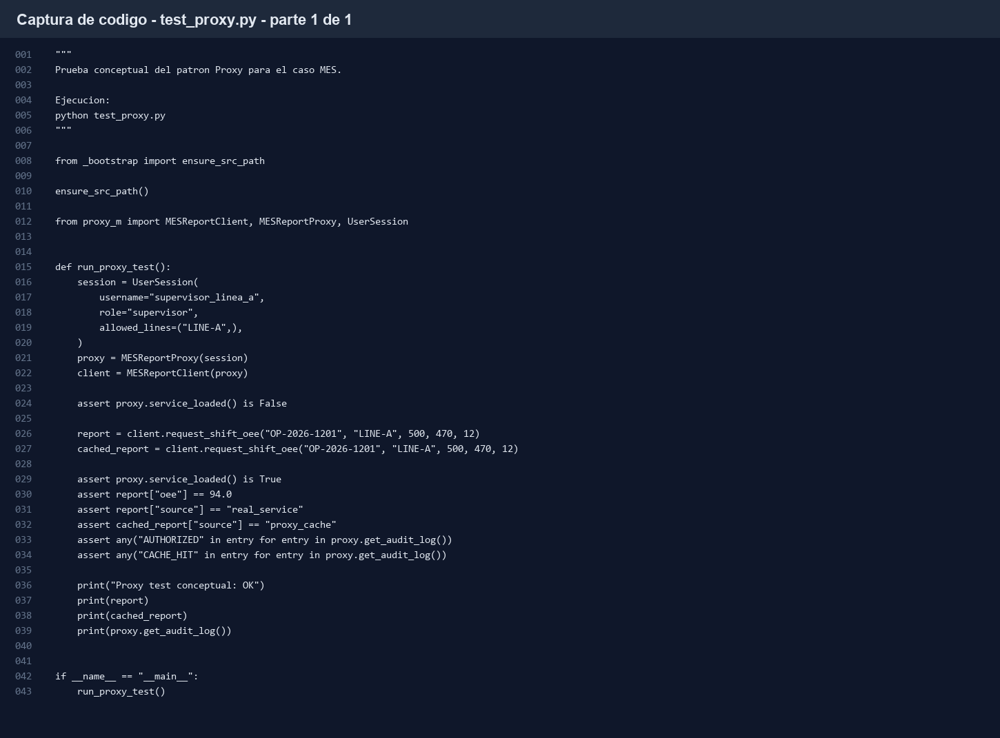 Captura de codigo - test_proxy.py - parte 1 de 1
001 """
002 Prueba conceptual del patron Proxy para el caso MES.
003
004 Ejecucion:
005 python test_proxy.py
006 """
007
008 from _bootstrap import ensure_src_path
009
010 ensure_src_path()
011
012 from proxy_m import MESReportClient, MESReportProxy, UserSession
013
014
015 def run_proxy_test():
016     session = UserSession(
017         username="supervisor_linea_a",
018         role="supervisor",
019         allowed_lines=("LINE-A",),
020     )
021     proxy = MESReportProxy(session)
022     client = MESReportClient(proxy)
023
024     assert proxy.service_loaded() is False
025
026     report = client.request_shift_oee("OP-2026-1201", "LINE-A", 500, 470, 12)
027     cached_report = client.request_shift_oee("OP-2026-1201", "LINE-A", 500, 470, 12)
028
029     assert proxy.service_loaded() is True
030     assert report["oee"] == 94.0
031     assert report["source"] == "real_service"
032     assert cached_report["source"] == "proxy_cache"
033     assert any("AUTHORIZED" in entry for entry in proxy.get_audit_log())
034     assert any("CACHE_HIT" in entry for entry in proxy.get_audit_log())
035
036     print("Proxy test conceptual: OK")
037     print(report)
038     print(cached_report)
039     print(proxy.get_audit_log())
040
041
042 if __name__ == "__main__":
043     run_proxy_test()